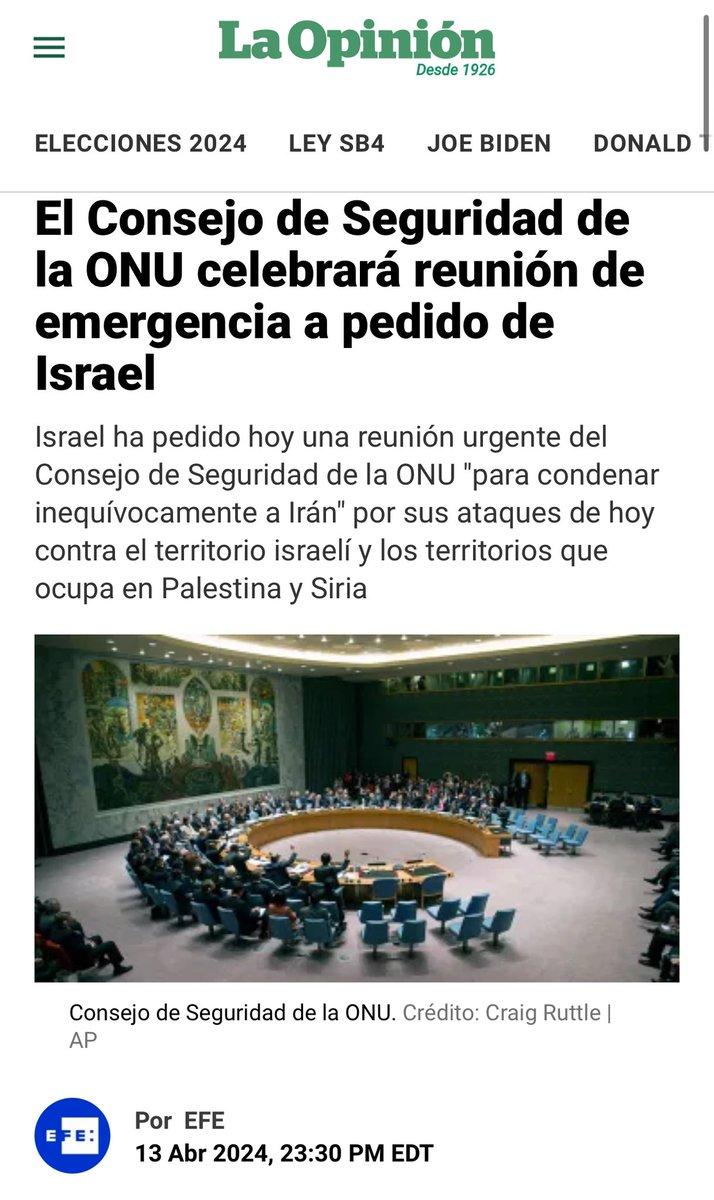 La Opinión
Desde 1926
ELECCIONES 2024 LEY SB4 JOE BIDEN DONALD T
El Consejo de Seguridad de
la ONU celebrará reunión de
emergencia a pedido de
Israel
Israel ha pedido hoy una reunión urgente del
Consejo de Seguridad de la ONU "para condenar
inequívocamente a Irán" por sus ataques de hoy
contra el territorio israelí y los territorios que
ocupa en Palestina y Siria
Consejo de Seguridad de la ONU. Crédito: Craig Ruttle |
AP
EFE:
Por EFE
13 Abr 2024, 23:30 PM EDT